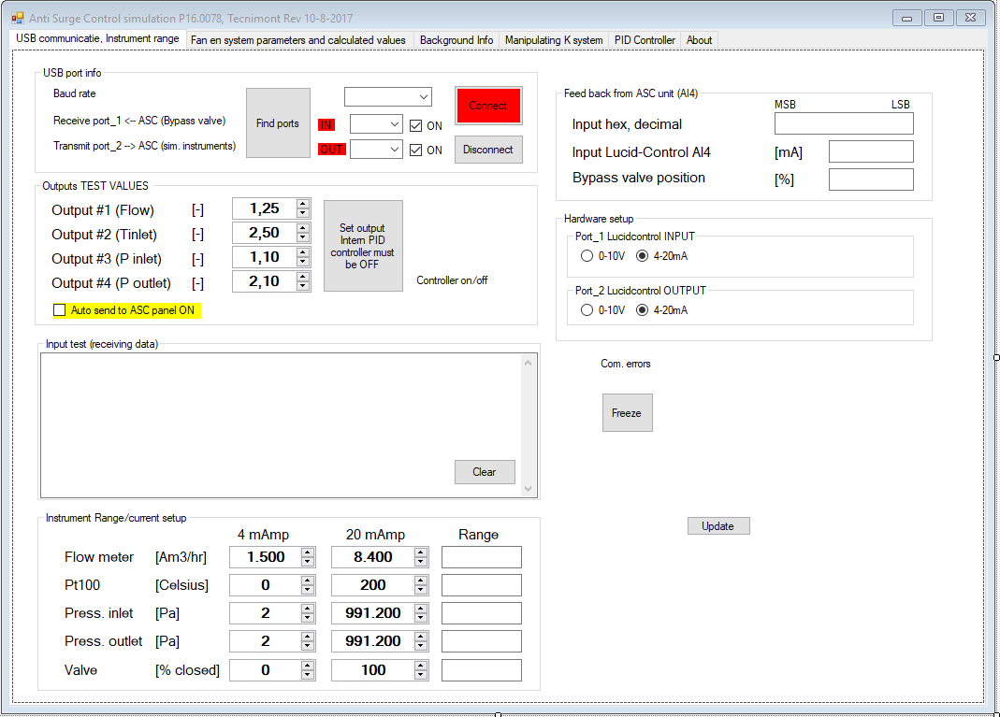 Anti Surge Control simulation P16.0078, Tecnimont Rev 10-8-2017
USB communicatie, Instrument range Fan en system parameters and calculated values Background Info Manipulating K system PID Controller About
USB port info
Baud rate
Receive port_1 <-- ASC (Bypass valve)
Transmit port_2 --> ASC (sim. instruments)
Find ports
IN
OUT
ON
ON
Connect
Disconnect
Outputs TEST VALUES
Output #1 (Flow) [-] 1,25
Output #2 (Tinlet) [-] 2,50
Output #3 (P inlet) [-] 1,10
Output #4 (P outlet) [-] 2,10
Set output
Intern PID
controller must
be OFF
Controller on/off
Auto send to ASC panel ON
Input test (receiving data)
Clear
Instrument Range/current setup
4 mAmp 20 mAmp Range
Flow meter [Am3/hr] 1.500 8.400
Pt100 [Celsius] 0 200
Press. inlet [Pa] 2 991.200
Press. outlet [Pa] 2 991.200
Valve [% closed] 0 100
Feed back from ASC unit (AI4)
MSB LSB
Input hex, decimal
Input Lucid-Control AI4 [mA]
Bypass valve position [%]
Hardware setup
Port_1 Lucidcontrol INPUT
0-10V 4-20mA
Port_2 Lucidcontrol OUTPUT
0-10V 4-20mA
Com. errors
Freeze
Update